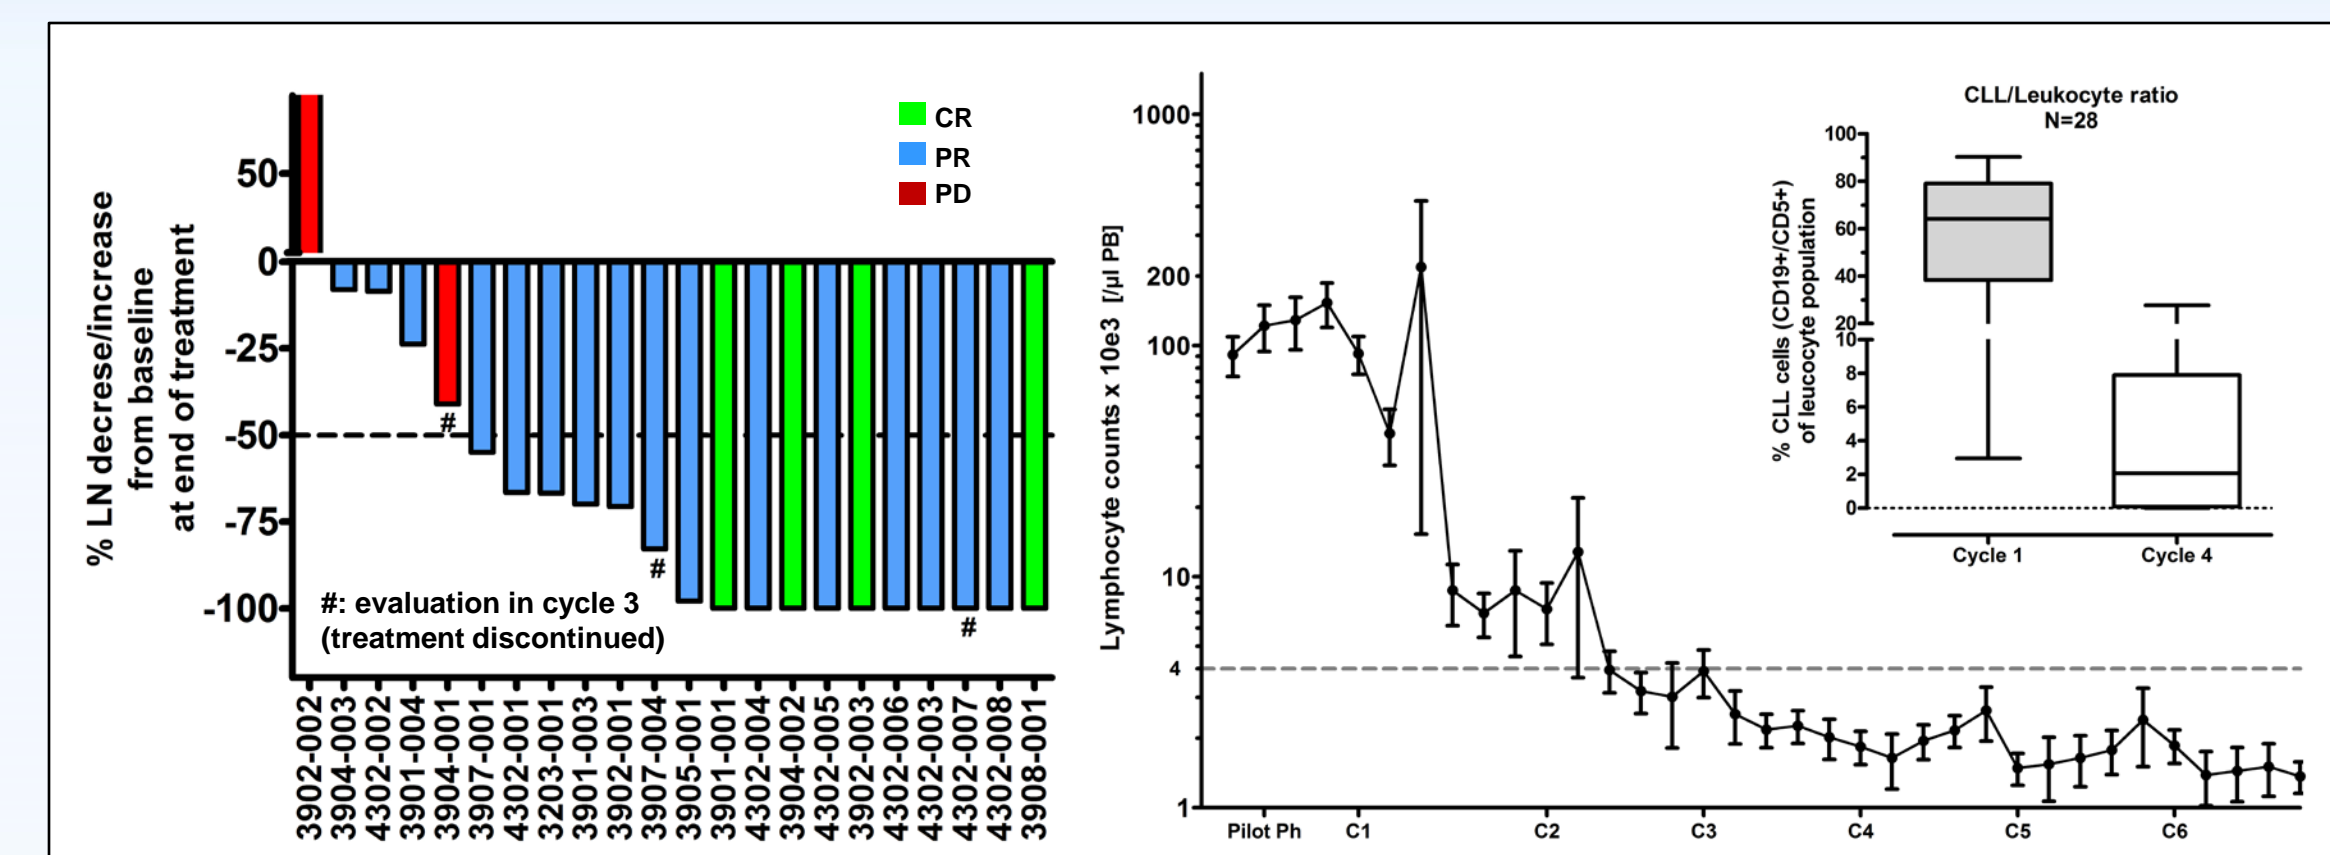 % LN decrese/increase
from baseline
at end of treatment
50
0
-25
-50
-75
-100
CR
PR
PD
#
#
#
#: evaluation in cycle 3
(treatment discontinued)
3902-002
3904-003
4302-002
3901-004
3904-001
3907-001
4302-001
3203-001
3901-003
3902-001
3907-004
3905-001
3901-001
4302-004
3904-002
4302-005
3902-003
4302-006
4302-003
4302-007
4302-008
3908-001
Lymphocyte counts x 10e3 [/µl PB]
1000
200
100
10
4
1
Pilot Ph
C1
C2
C3
C4
C5
C6
CLL/Leukocyte ratio
N=28
% CLL cells (CD19+/CD5+)
of leucocyte population
100
80
60
40
20
10
8
6
4
2
0
Cycle 1
Cycle 4